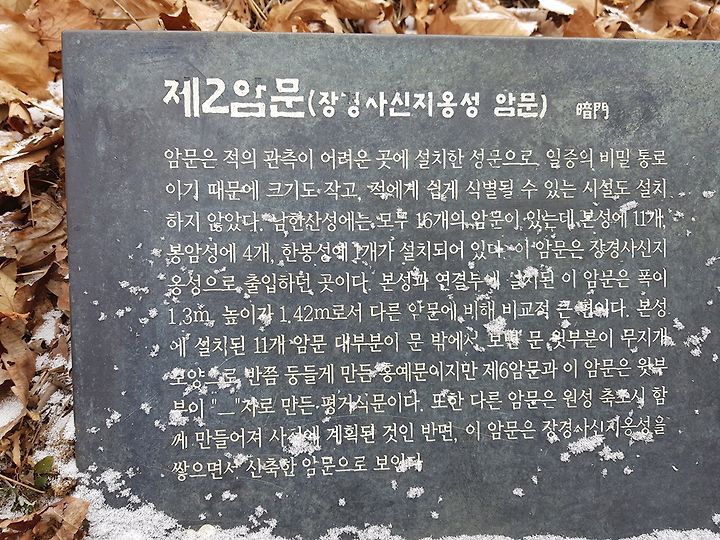 제2암문(장경사신지옹성 암문) 暗門
암문은 적의 관측이 어려운 곳에 설치한 성문으로, 일종의 비밀 통로
이기 때문에 크기도 작고, 적에게 쉽게 식별될 수 있는 시설도 설치
하지 않았다. 남한산성에는 모두 16개의 암문이 있는데 본성에 11개,
봉암성에 4개, 한봉성에 1개가 설치되어 있다. 이 암문은 장경사신지
옹성으로 출입하던 곳이다. 본성과 연결부에 설치된 이 암문은 폭이
1.3m, 높이가 1.42m로서 다른 암문에 비해 비교적 큰 편이다. 본성
에 설치된 11개 암문 대부분이 문 밖에서 보면 문 윗부분이 무지개
모양으로 반쯤 둥글게 만든 홍예문이지만 제6암문과 이 암문은 윗부
분이 "ㅡ"자로 만든 평거식문이다. 또한 다른 암문은 원성 축조시 함
께 만들어져 사전에 계획된 것인 반면, 이 암문은 장경사신지옹성을
쌓으면서 신축한 암문으로 보인다.